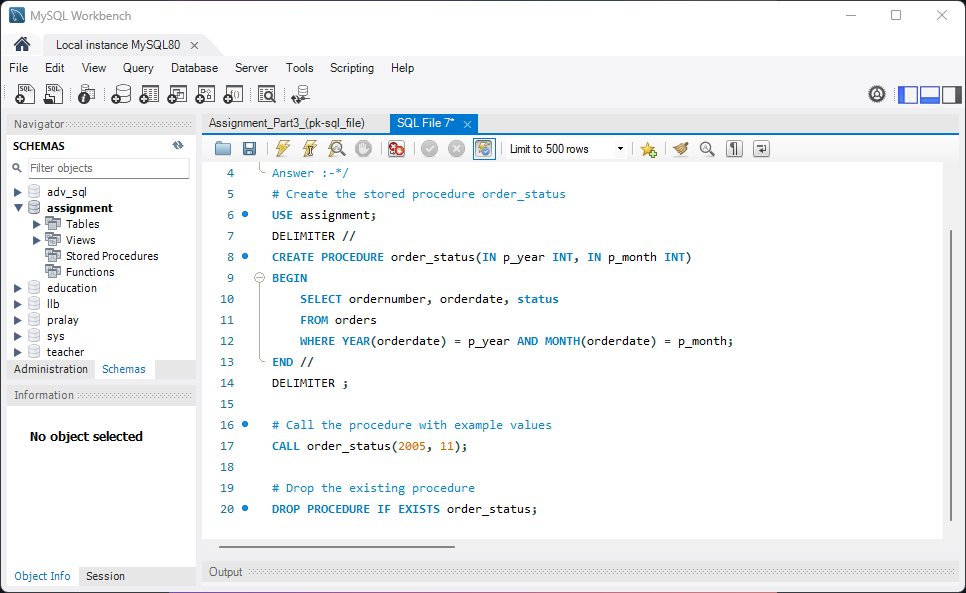 MySQL Workbench
Local instance MySQL80
File Edit View Query Database Server Tools Scripting Help
SQL SQL
Navigator
SCHEMAS
Filter objects
adv_sql
assignment
Tables
Views
Stored Procedures
Functions
education
llb
pralay
sys
teacher
Administration Schemas
Information
No object selected
Object Info Session
Assignment_Part3_(pk-sql_file) SQL File 7*
Limit to 500 rows
4 Answer :-*/
5 # Create the stored procedure order_status
6 USE assignment;
7 DELIMITER //
8 CREATE PROCEDURE order_status(IN p_year INT, IN p_month INT)
9 BEGIN
10 SELECT ordernumber, orderdate, status
11 FROM orders
12 WHERE YEAR(orderdate) = p_year AND MONTH(orderdate) = p_month;
13 END //
14 DELIMITER ;
15
16 # Call the procedure with example values
17 CALL order_status(2005, 11);
18
19 # Drop the existing procedure
20 DROP PROCEDURE IF EXISTS order_status;
Output